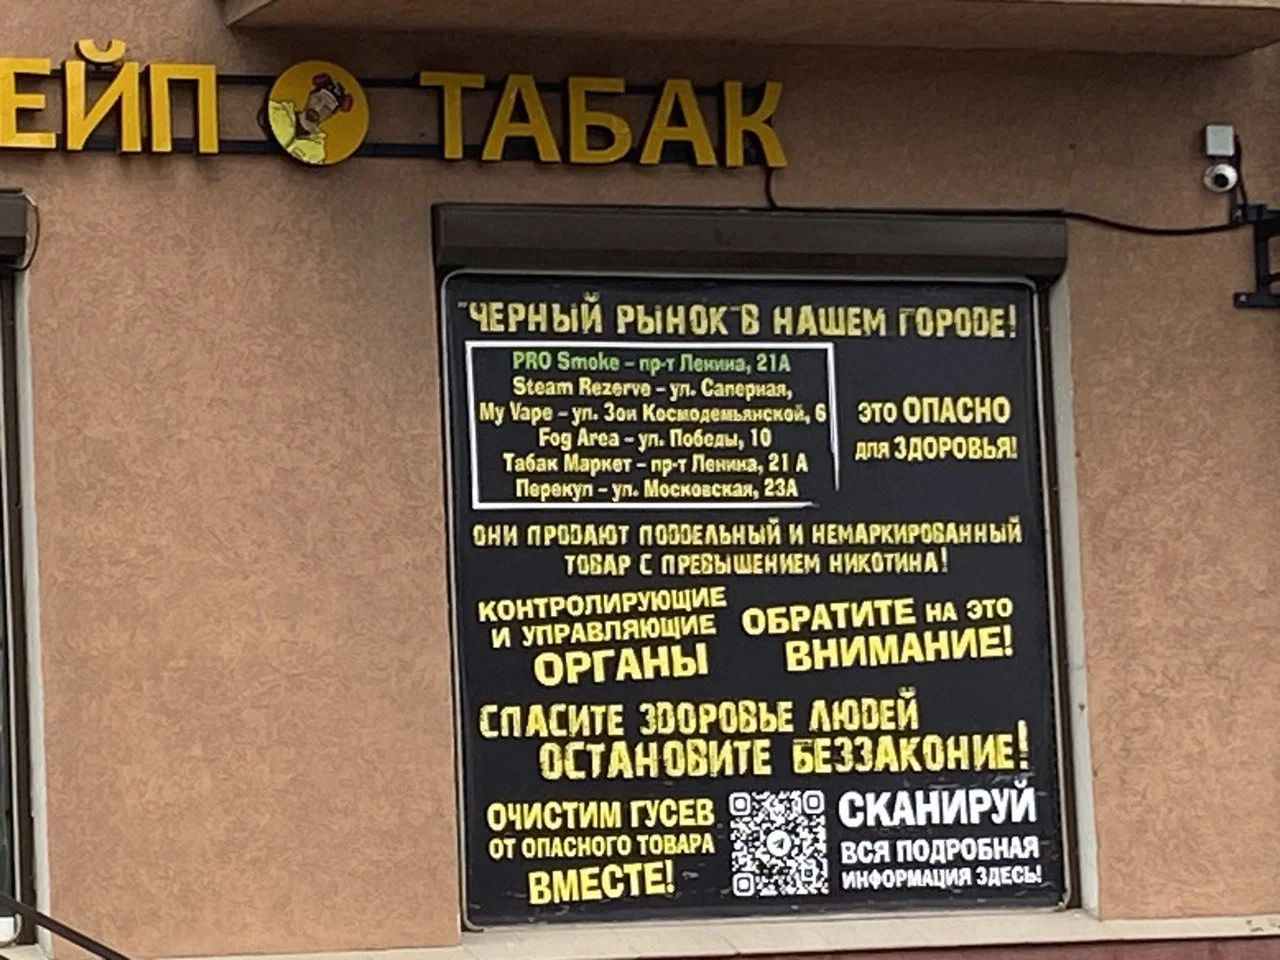 ЕЙП ТАБАК
"ЧЕРНЫЙ РЫНОК" В НАШЕМ ГОРОДЕ!
PRO Smoke – пр-т Ленина, 21А
Steam Rezerve – ул. Саперная,
My Vape – ул. Зои Космодемьянской, 6
Fog Area – ул. Победы, 10
Табак Маркет – пр-т Ленина, 21 А
Перекуп – ул. Московская, 23А
это ОПАСНО
для ЗДОРОВЬЯ!
ОНИ ПРОДАЮТ ПОДДЕЛЬНЫЙ И НЕМАРКИРОВАННЫЙ
ТОВАР С ПРЕВЫШЕНИЕМ НИКОТИНА!
КОНТРОЛИРУЮЩИЕ
И УПРАВЛЯЮЩИЕ
ОРГАНЫ
ОБРАТИТЕ НА ЭТО
ВНИМАНИЕ!
СПАСИТЕ ЗДОРОВЬЕ ЛЮДЕЙ
ОСТАНОВИТЕ БЕЗЗАКОНИЕ!
ОЧИСТИМ ГУСЕВ
ОТ ОПАСНОГО ТОВАРА
ВМЕСТЕ!
СКАНИРУЙ
ВСЯ ПОДРОБНАЯ
ИНФОРМАЦИЯ ЗДЕСЬ!